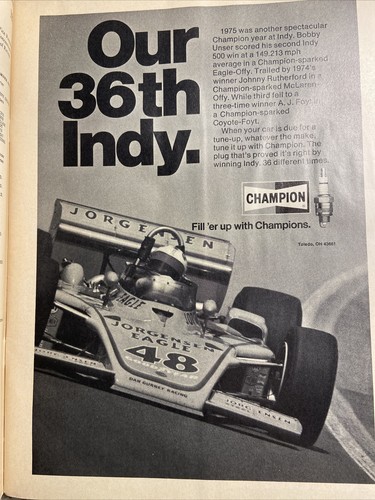 Our
36th
Indy.
1975 was another spectacular
Champion year at Indy. Bobby
Unser scored his second Indy
500 win at a 149.213 mph
average in a Champion-sparked
Eagle-Offy. Trailed by 1974's
winner Johnny Rutherford in a
Champion-sparked McLaren-
Offy. While third fell to a
three-time winner A. J. Foyt in
a Champion-sparked
Coyote-Foyt.
When your car is due for a
tune-up, whatever the make,
tune it up with Champion. The
plug that's proved it's right by
winning Indy. 36 different times.
CHAMPION
Fill 'er up with Champions.
Toledo, OH 43661
JORGENSEN
EAGLE
JORGENSEN
EAGLE
48
GOODYEAR
DAN GURNEY RACING
JORGENSEN
JORGENSEN